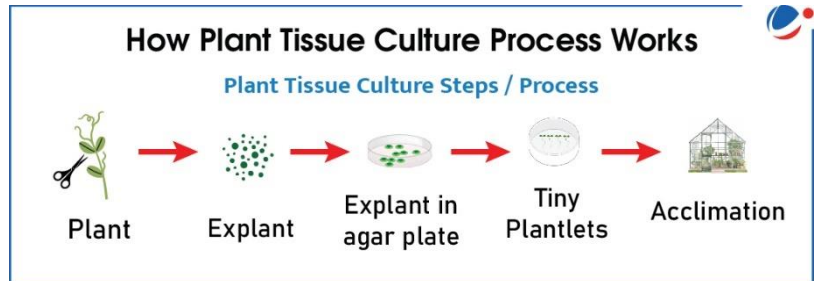 How Plant Tissue Culture Process Works
Plant Tissue Culture Steps / Process
Plant
Explant
Explant in
agar plate
Tiny
Plantlets
Acclimation